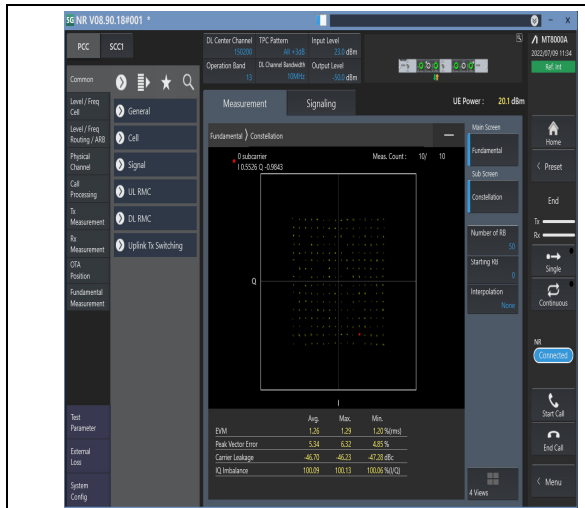 5G NR V08.90.18#001 *
PCC SCC1
DL Center Channel TPC Pattern Input Level
150200 All +3dB 23.0 dBm
Operation Band DL Channel Bandwidth Output Level
13 10MHz -50.0 dBm
MT8000A
2022/07/09 11:34
Ref. Int
Common
Level / Freq
Cell
Level / Freq
Routing / ARB
Physical
Channel
Call
Processing
Tx
Measurement
Rx
Measurement
OTA
Position
Fundamental
Measurement
Test
Parameter
External
Loss
System
Config
General
Cell
Signal
UL RMC
DL RMC
Uplink Tx Switching
Measurement Signaling
UE Power : 20.1 dBm
Fundamental Constellation
0 subcarrier Meas. Count : 10/ 10
I 0.5526 Q -0.9843
Q
I
Avg. Max. Min.
EVM 1.26 1.29 1.20 %(rms)
Peak Vector Error 5.34 6.32 4.85 %
Carrier Leakage -46.70 -46.23 -47.28 dBc
IQ Imbalance 100.09 100.13 100.06 %(I/Q)
Main Screen
Fundamental
Sub Screen
Constellation
Number of RB
50
Starting RB
0
Interpolation
None
4 Views
Home
Preset
End
Tx
Rx
Single
Continuous
NR
Connected
Start Call
End Call
Menu